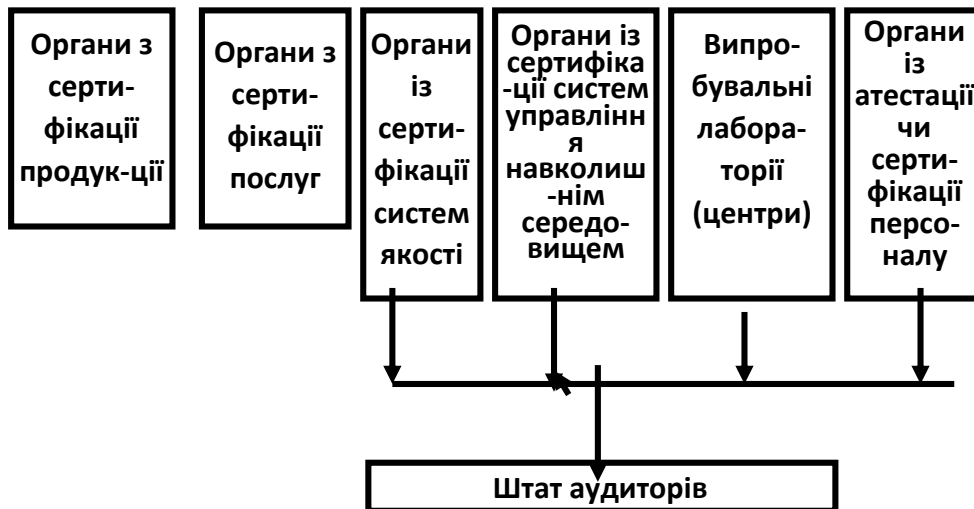 Органи з
серти-
фікації
продук-ції
Органи з
серти-
фікації
послуг
Органи
із
серти-
фікації
систем
якості
Органи із
сертифіка
-ції систем
управлінн
я
навколиш
-нім
середо-
вищем
Випро-
бувальні
лабора-
торії
(центри)
Органи
із
атестації
чи
серти-
фікації
персо-
налу
Штат аудиторів